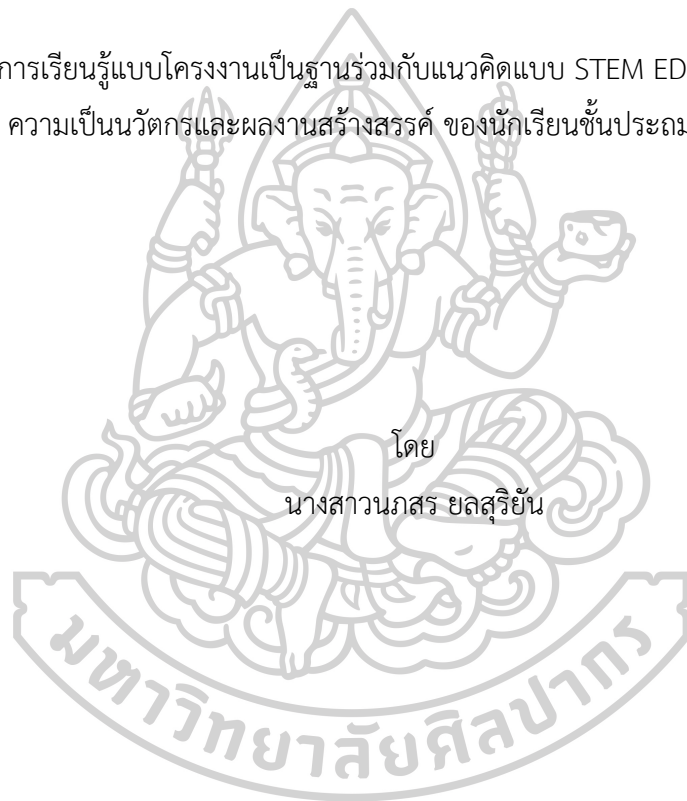 การเรียนรู้แบบโครงงานเป็นฐานร่วมกับแนวคิดแบบ STEM ED
ความเป็นนวัตกรและผลงานสร้างสรรค์ ของนักเรียนชั้นประถม
โดย
นางสาวนภสร ยลสุริยัน
มหาวิทยาลัยศิลปากร